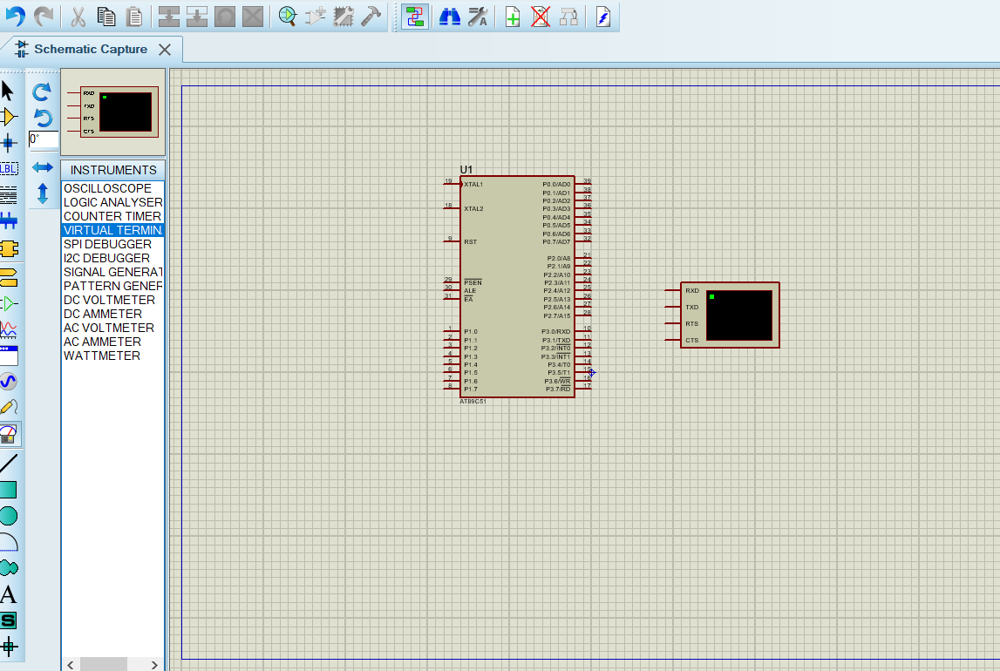 Schematic Capture
0°
LBL
RXD
TXD
RTS
CTS
INSTRUMENTS
OSCILLOSCOPE
LOGIC ANALYSER
COUNTER TIMER
VIRTUAL TERMIN
SPI DEBUGGER
I2C DEBUGGER
SIGNAL GENERAT
PATTERN GENER
DC VOLTMETER
DC AMMETER
AC VOLTMETER
AC AMMETER
WATTMETER
A
S
U1
19 XTAL1 P0.0/AD0 39
P0.1/AD1 38
P0.2/AD2 37
18 XTAL2 P0.3/AD3 36
P0.4/AD4 35
P0.5/AD5 34
P0.6/AD6 33
9 RST P0.7/AD7 32
P2.0/A8 21
P2.1/A9 22
P2.2/A10 23
29 PSEN P2.3/A11 24
30 ALE P2.4/A12 25
31 EA P2.5/A13 26
P2.6/A14 27
P2.7/A15 28
1 P1.0 P3.0/RXD 10
2 P1.1 P3.1/TXD 11
3 P1.2 P3.2/INT0 12
4 P1.3 P3.3/INT1 13
5 P1.4 P3.4/T0 14
6 P1.5 P3.5/T1 15
7 P1.6 P3.6/WR 16
8 P1.7 P3.7/RD 17
AT89C51
RXD
TXD
RTS
CTS